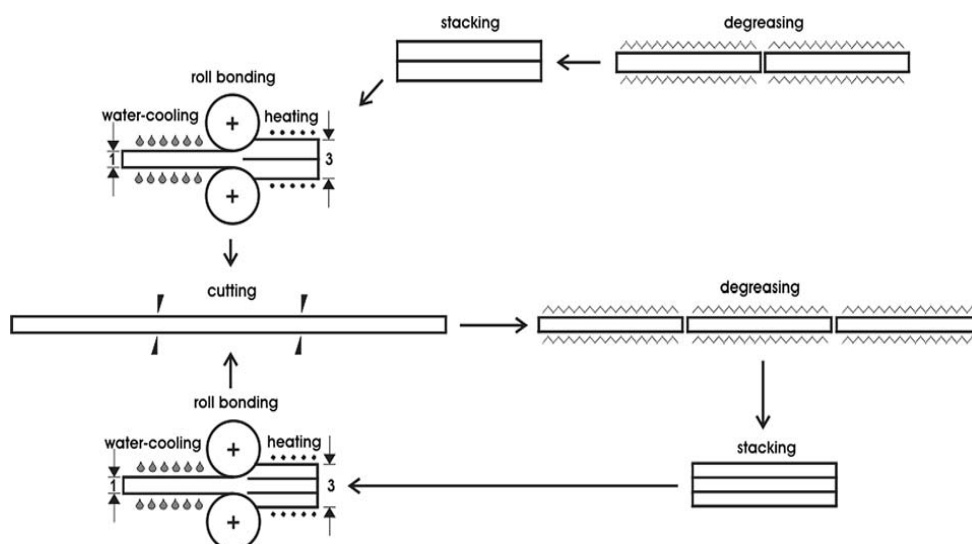 stacking
degreasing
roll bonding
water-cooling
heating
1
3
cutting
degreasing
roll bonding
water-cooling
heating
stacking
1
3